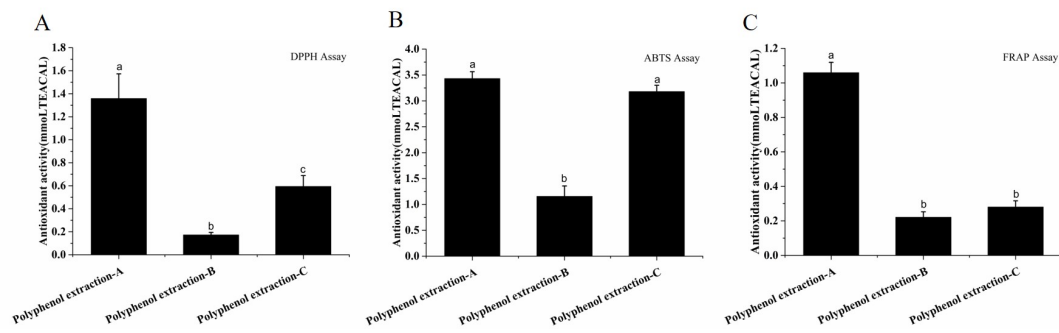 A
DPPH Assay
Antioxidant activity(mmoLTEACAL)
1.8
1.6
1.4
1.2
1.0
0.8
0.6
0.4
0.2
0.0
a
b
c
Polyphenol extraction-A
Polyphenol extraction-B
Polyphenol extraction-C
B
ABTS Assay
Antioxidant activity(mmoLTEACAL)
4.0
3.5
3.0
2.5
2.0
1.5
1.0
0.5
0.0
a
b
a
Polyphenol extraction-A
Polyphenol extraction-B
Polyphenol extraction-C
C
FRAP Assay
Antioxidant activity(mmoLTEACAL)
1.2
1.0
0.8
0.6
0.4
0.2
0.0
a
b
b
Polyphenol extraction-A
Polyphenol extraction-B
Polyphenol extraction-C